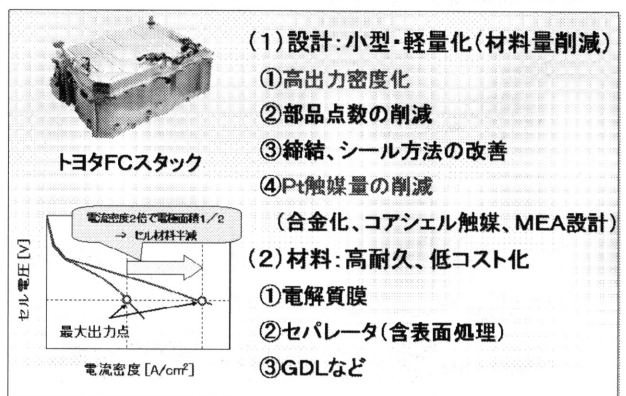 トヨタFCスタック
電流密度2倍で電極面積1/2
⇒ セル材料半減
セル電圧 [V]
最大出力点
電流密度 [A/cm²]
(1)設計:小型・軽量化(材料量削減)
①高出力密度化
②部品点数の削減
③締結、シール方法の改善
④Pt触媒量の削減
(合金化、コアシェル触媒、MEA設計)
(2)材料:高耐久、低コスト化
①電解質膜
②セパレータ(含表面処理)
③GDLなど